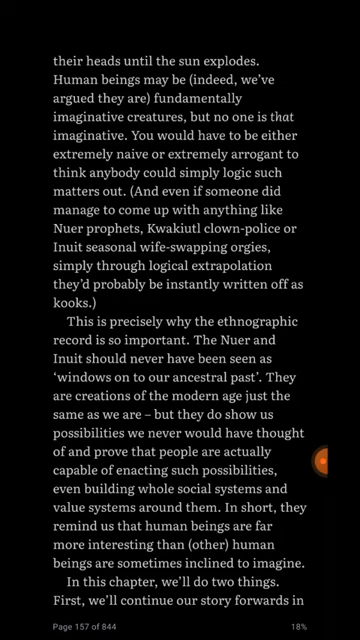 their heads until the sun explodes.
Human beings may be (indeed, we’ve
argued they are) fundamentally
imaginative creatures, but no one is that
imaginative. You would have to be either
extremely naive or extremely arrogant to
think anybody could simply logic such
matters out. (And even if someone did
manage to come up with anything like
Nuer prophets, Kwakiutl clown-police or
Inuit seasonal wife-swapping orgies,
simply through logical extrapolation
they’d probably be instantly written off as
kooks.)
This is precisely why the ethnographic
record is so important. The Nuer and
Inuit should never have been seen as
‘windows on to our ancestral past’. They
are creations of the modern age just the
same as we are – but they do show us
possibilities we never would have thought
of and prove that people are actually
capable of enacting such possibilities,
even building whole social systems and
value systems around them. In short, they
remind us that human beings are far
more interesting than (other) human
beings are sometimes inclined to imagine.
In this chapter, we’ll do two things.
First, we’ll continue our story forwards in
Page 157 of 844 18%